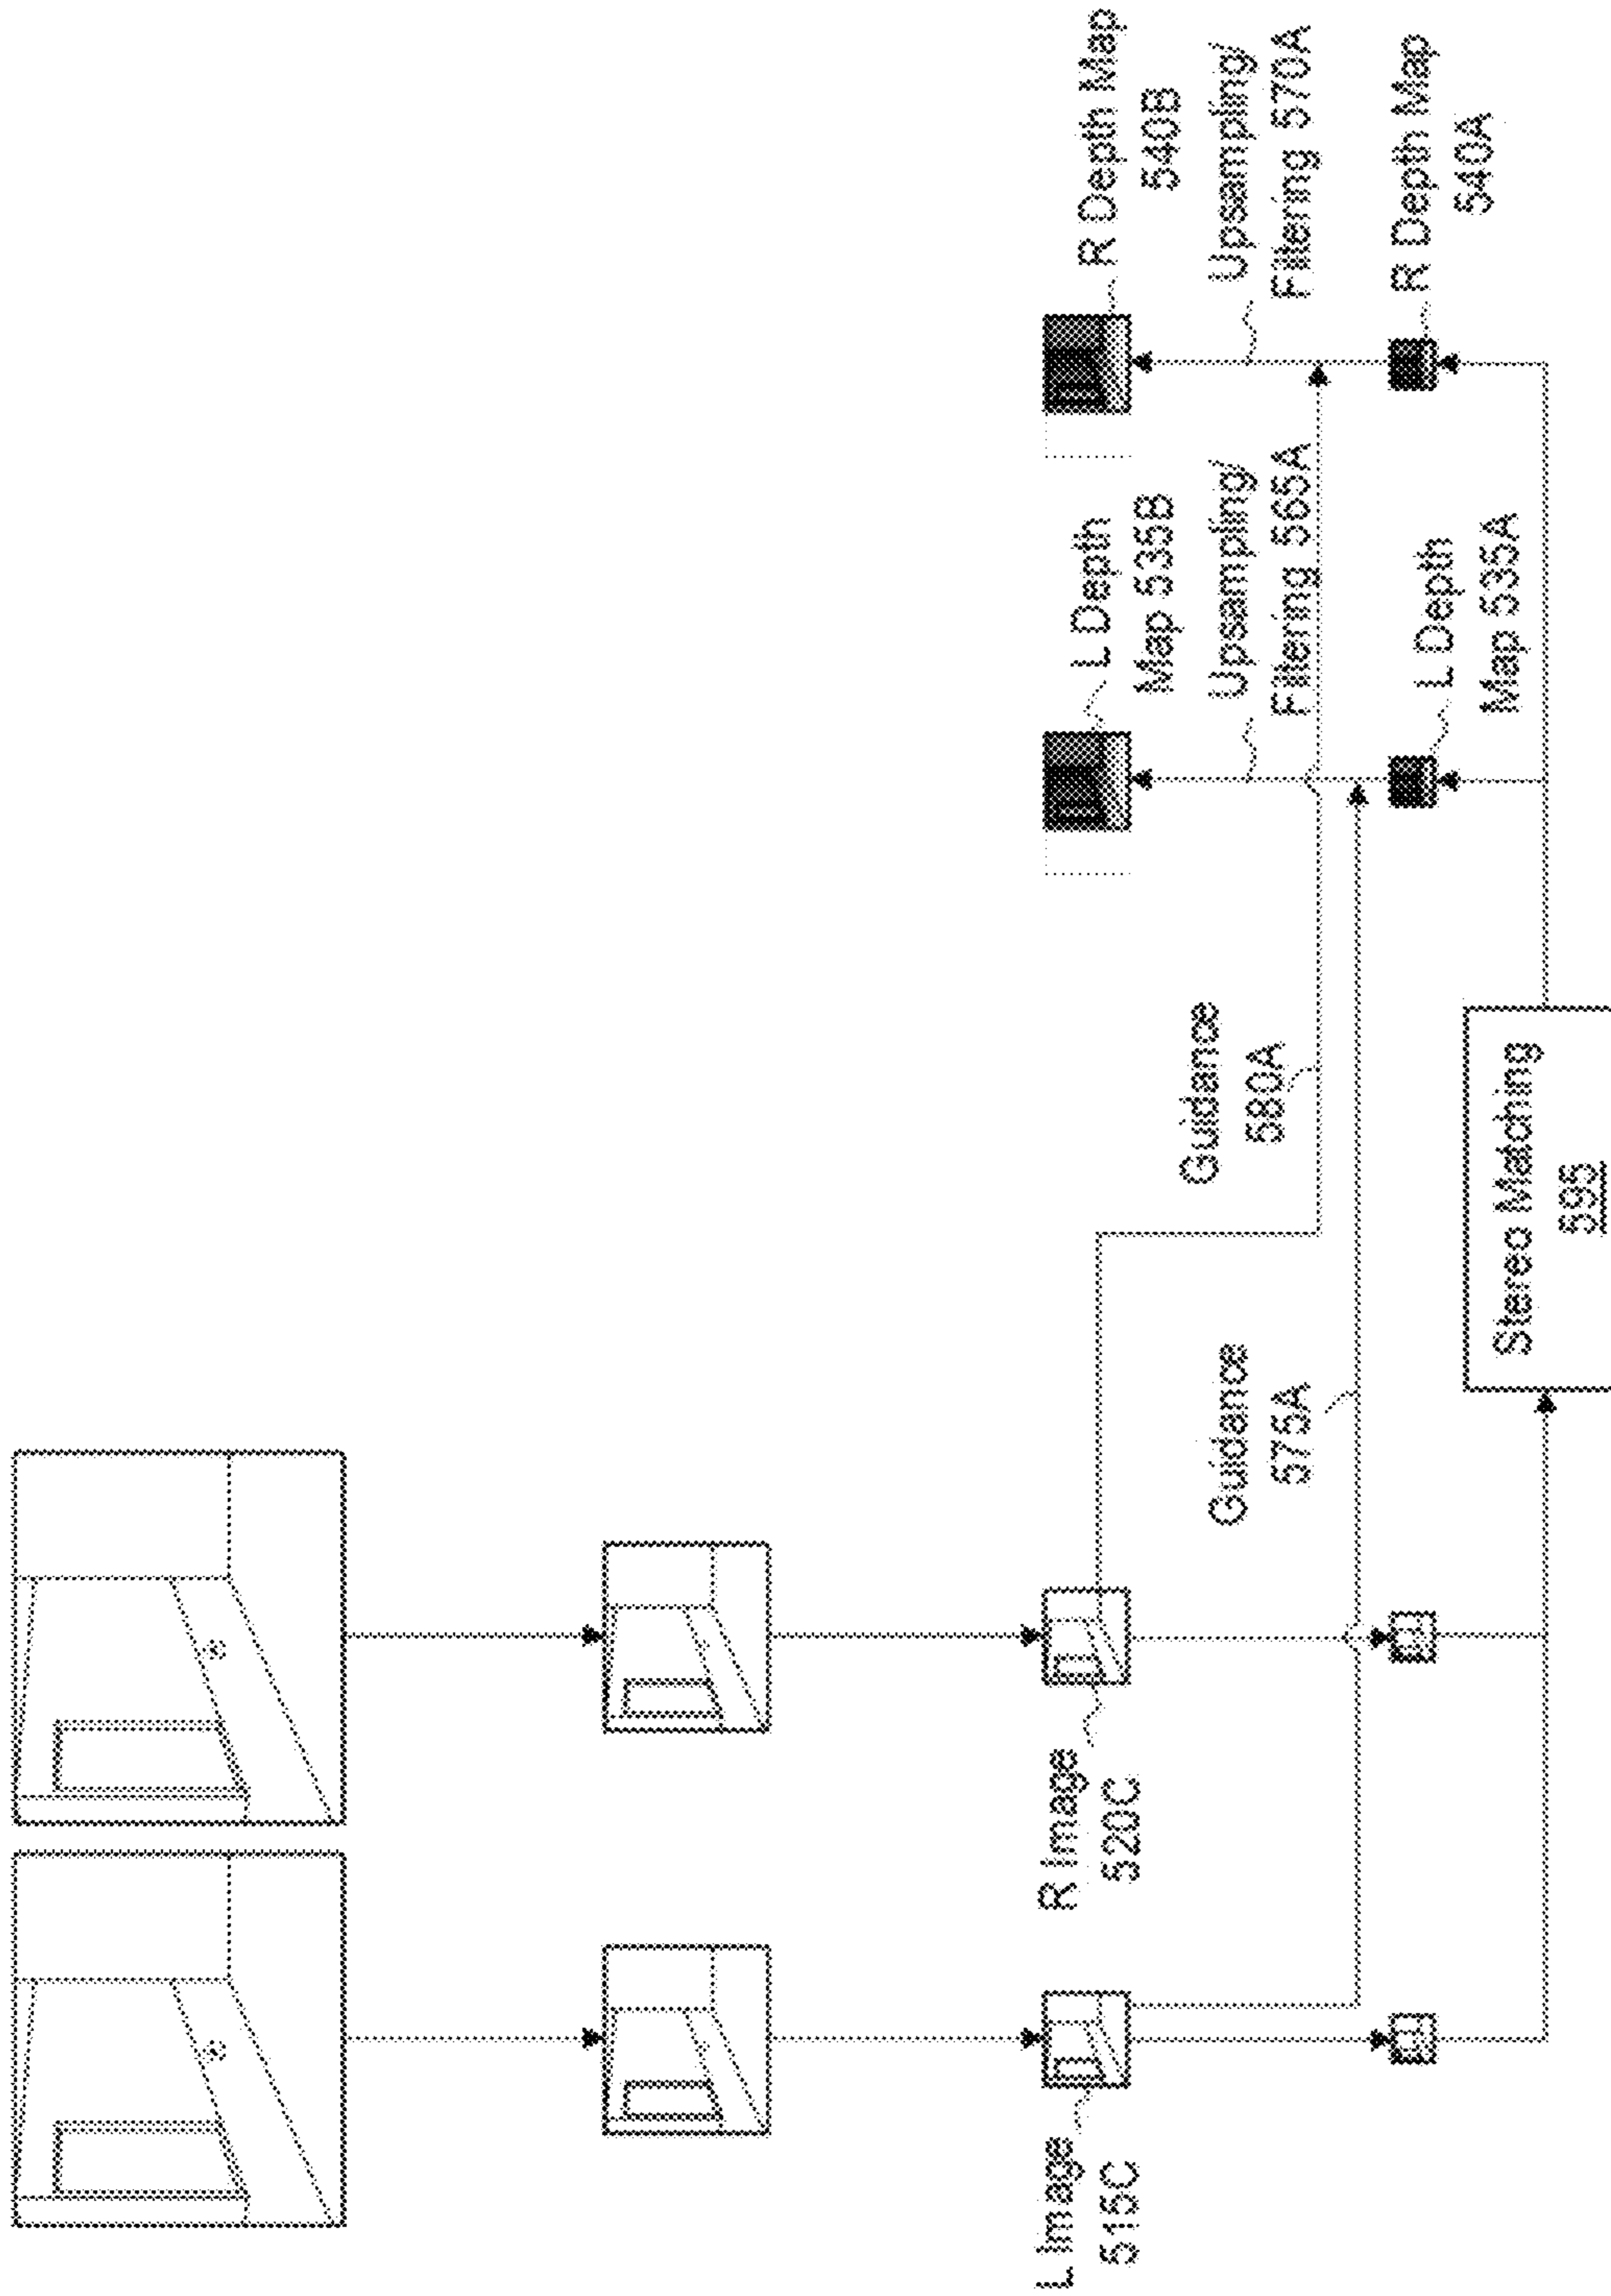 R Depth Map
540B
L Depth
Map 535B
Upsampling/
Filtering 570A
Upsampling/
Filtering 565A
R Depth Map
540A
L Depth
Map 535A
Guidance
580A
Guidance
575A
R Image
520C
L Image
515C
Stereo Matching
595